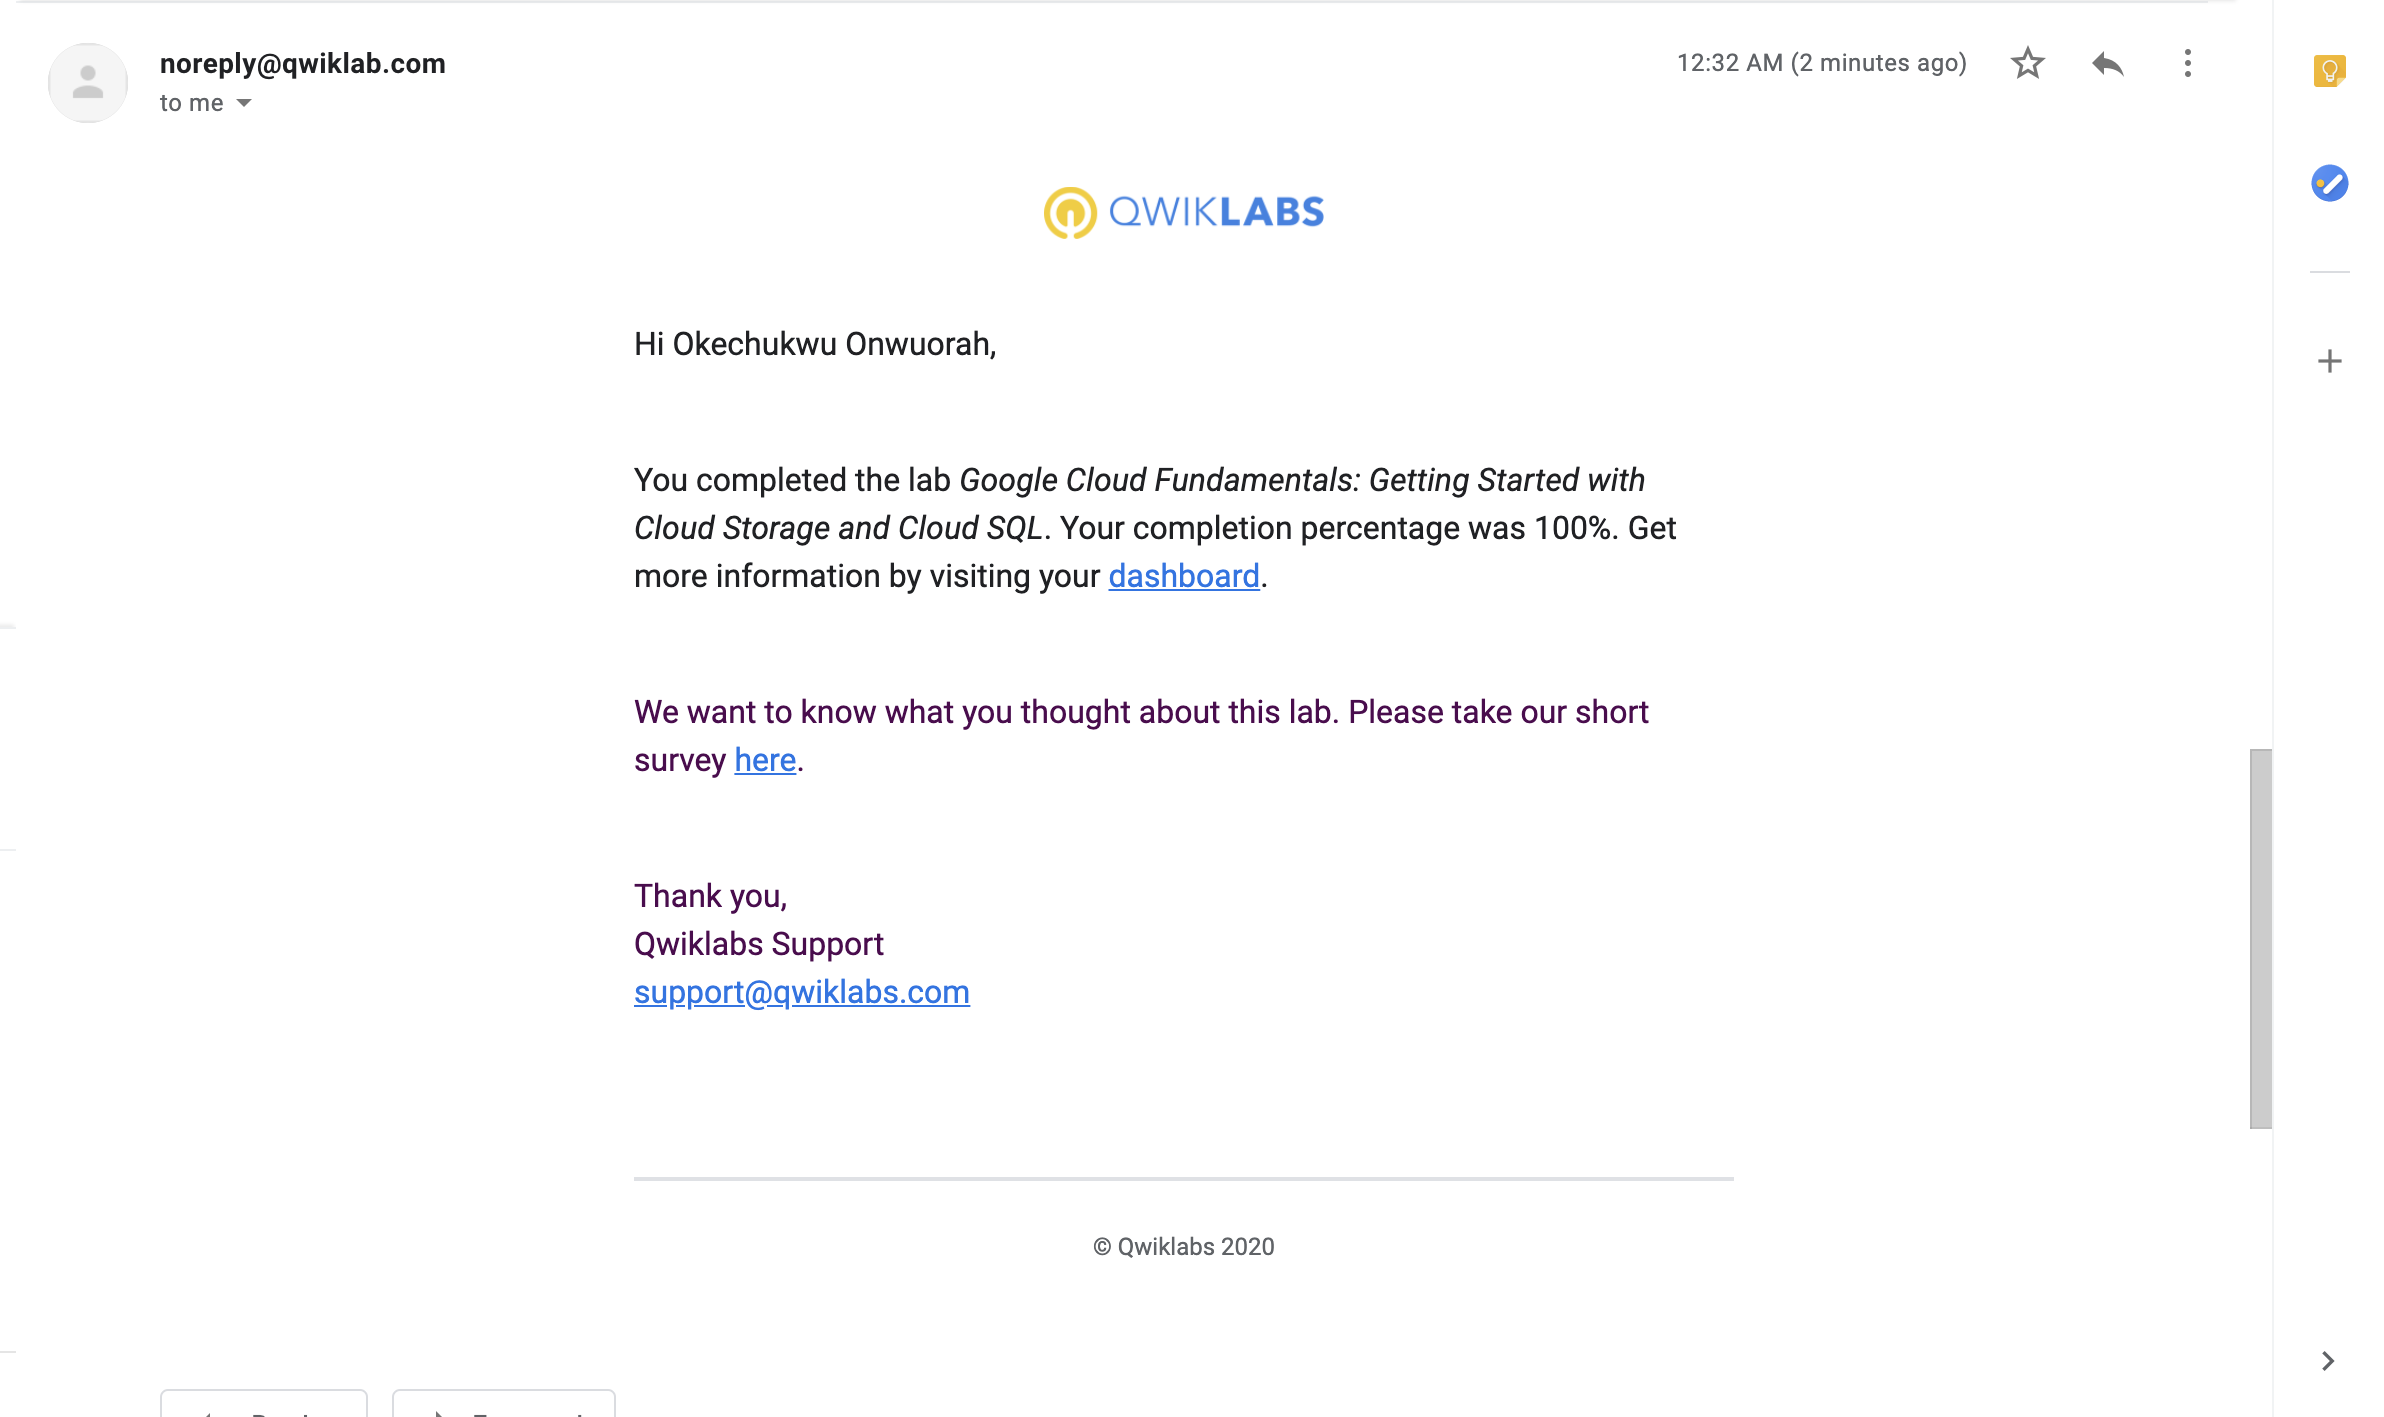 noreply@qwiklab.com
12:32 AM (2 minutes ago)
to me
QWIKLABS
Hi Okechukwu Onwuorah,
You completed the lab Google Cloud Fundamentals: Getting Started with
Cloud Storage and Cloud SQL. Your completion percentage was 100%. Get
more information by visiting your dashboard.
We want to know what you thought about this lab. Please take our short
survey here.
Thank you,
Qwiklabs Support
support@qwiklabs.com
© Qwiklabs 2020